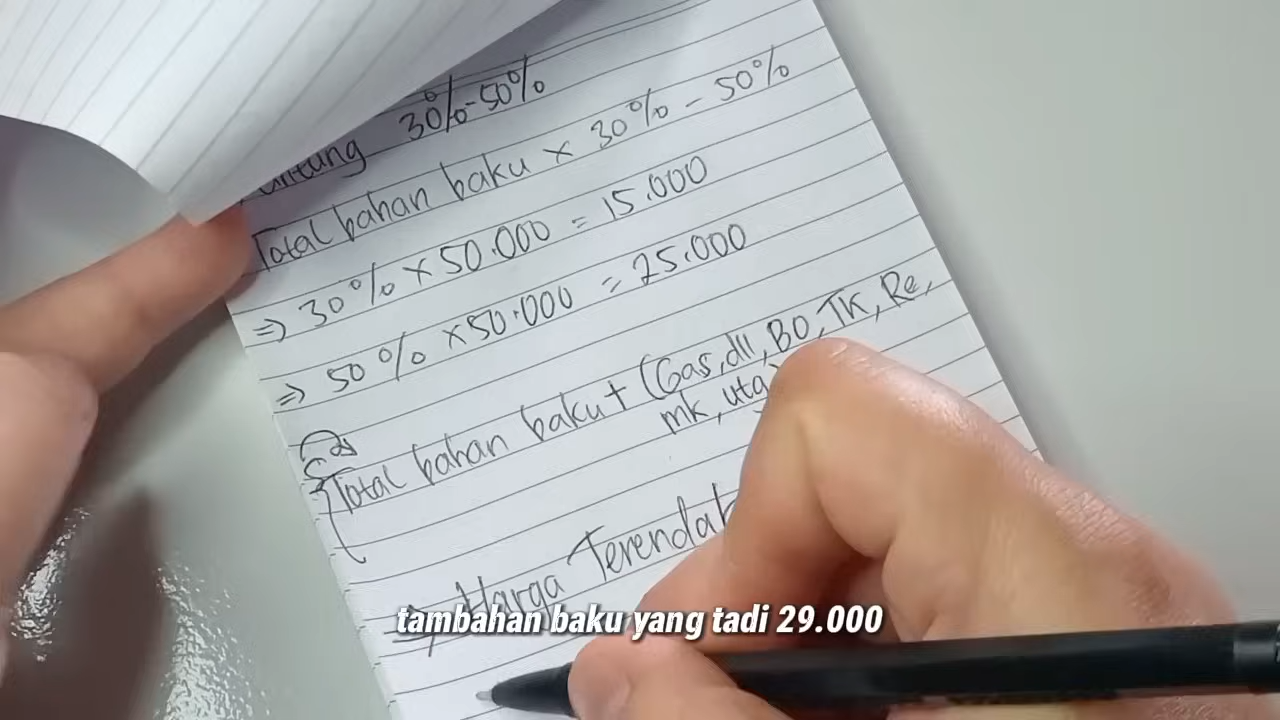 Untung 30%-50%
Total bahan baku x 30% - 50%
=> 30% x 50.000 = 15.000
=> 50% x 50.000 = 25.000
Total bahan baku + (Gas, dll, BO, TK, Re,
mk, utg
=> Harga Terendah
tambahan baku yang tadi 29.000